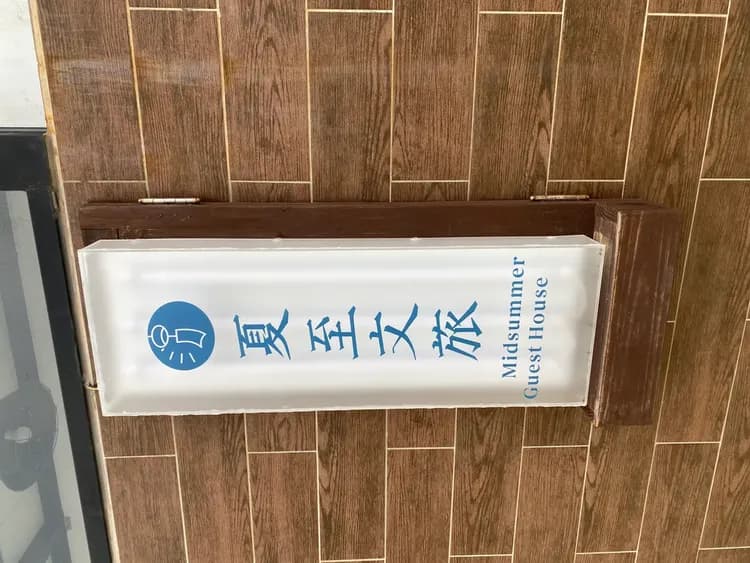 夏至文旅
Midsummer
Guest House